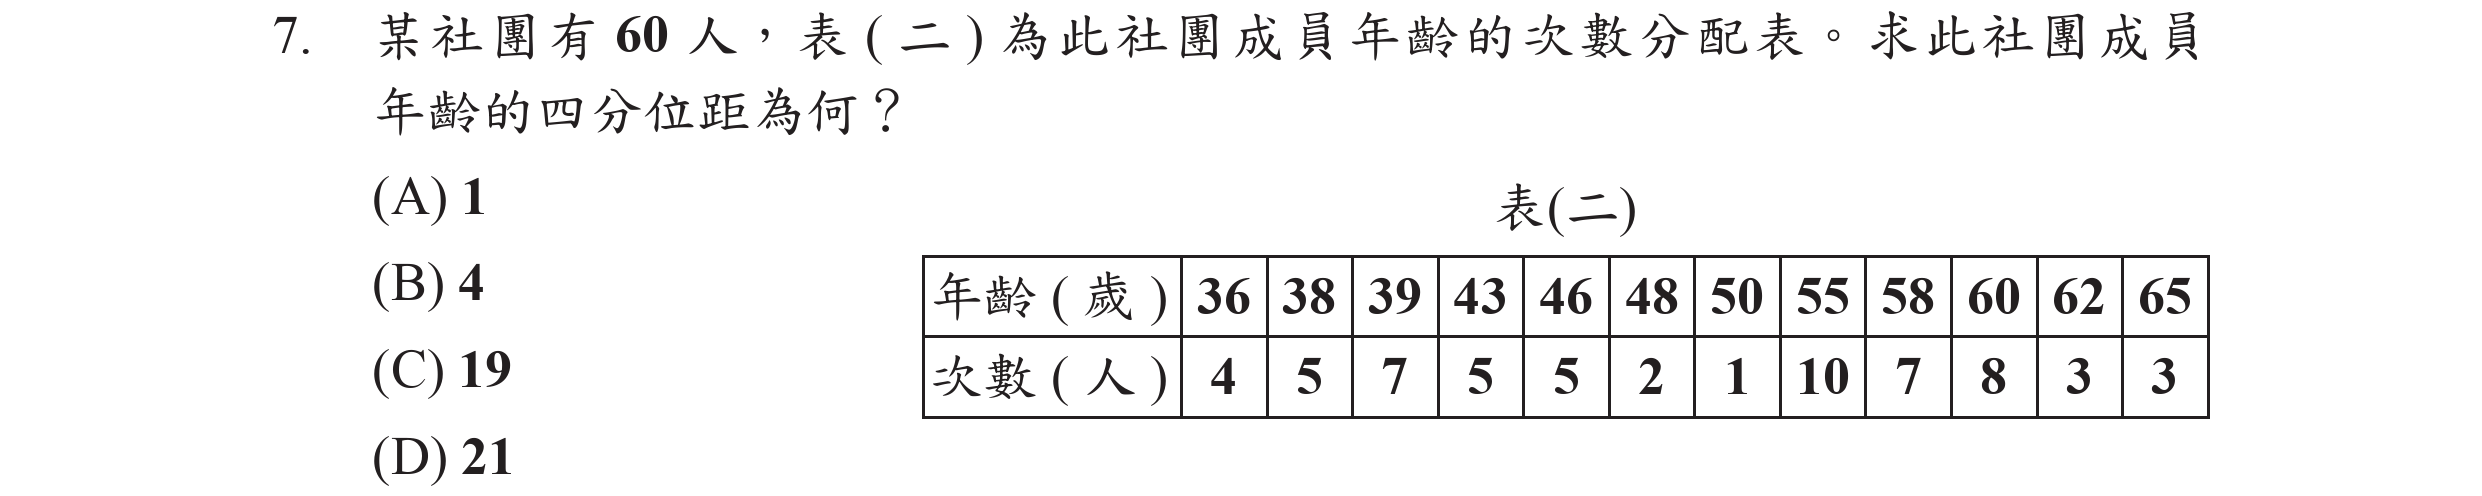 7. 某社團有 60 人，表(二)為此社團成員年齡的次數分配表。求此社團成員
年齡的四分位距為何？
(A) 1
(B) 4
(C) 19
(D) 21
表(二)
年齡(歲) 36 38 39 43 46 48 50 55 58 60 62 65
次數(人) 4 5 7 5 5 2 1 10 7 8 3 3